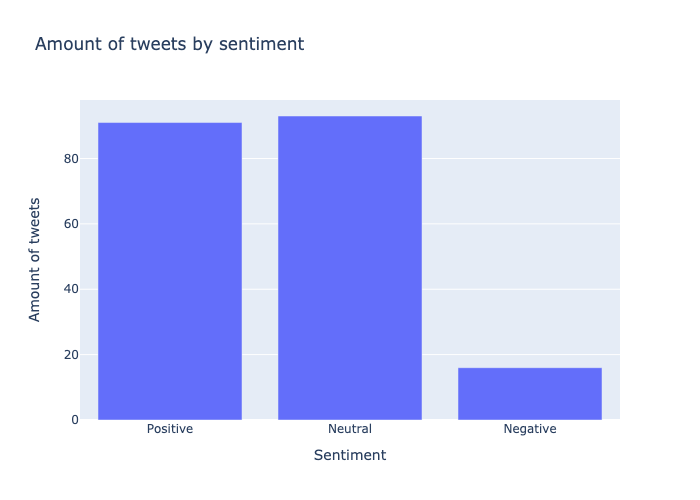 Amount of tweets by sentiment
Amount of tweets
80
60
40
20
0
Positive
Neutral
Negative
Sentiment